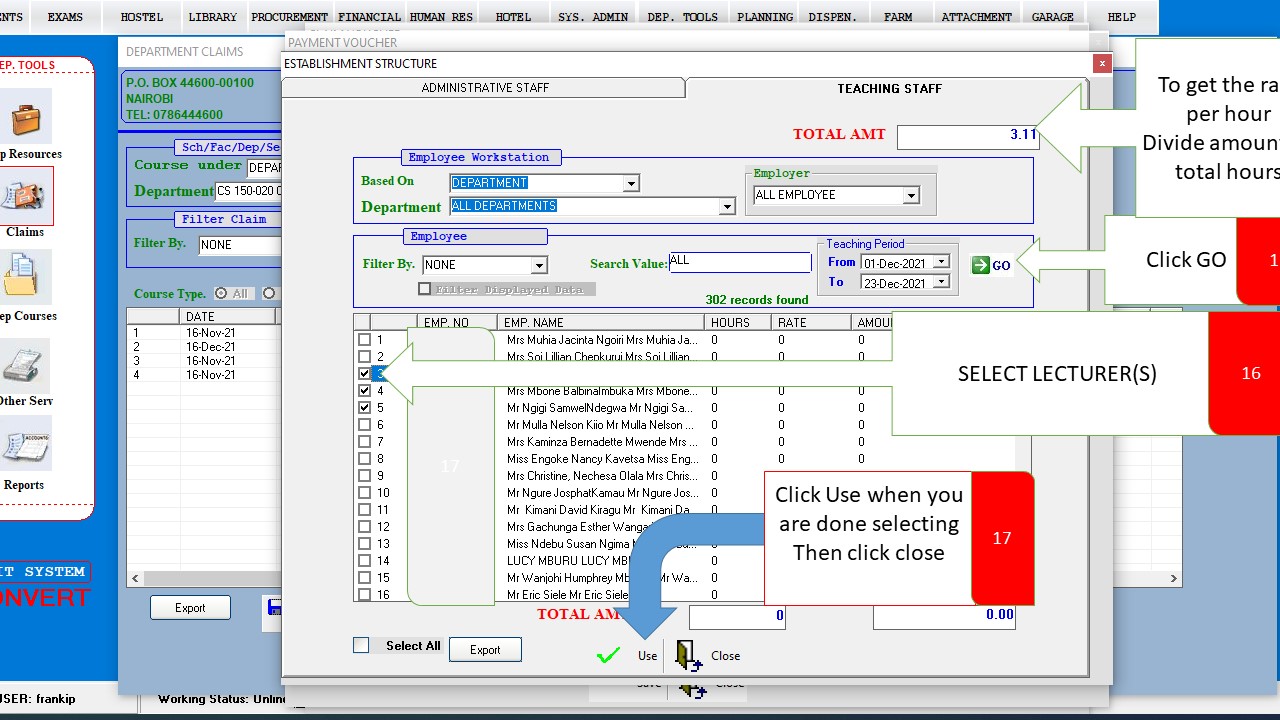 ENTS EXAMS HOSTEL LIBRARY PROCUREMENT FINANCIAL HUMAN RES HOTEL SYS. ADMIN DEP. TOOLS PLANNING DISPEN. FARM ATTACHMENT GARAGE HELP
DEPARTMENT CLAIMS
PAYMENT VOUCHER
ESTABLISHMENT STRUCTURE
EP. TOOLS
p Resources
Claims
ep Courses
Other Serv
Reports
IT SYSTEM
ONVERT
P.O. BOX 44600-00100
NAIROBI
TEL: 0786444600
Sch/Fac/Dep/Se
Course under DEPAR
Department CS 150-020 C
Filter Claim
Filter By. NONE
Course Type. All
DATE
1 16-Nov-21
2 16-Dec-21
3 16-Nov-21
4 16-Nov-21
Export
ADMINISTRATIVE STAFF TEACHING STAFF
TOTAL AMT 3.11
Employee Workstation
Based On DEPARTMENT
Department ALL DEPARTMENTS
Employer
ALL EMPLOYEE
Employee
Filter By. NONE Search Value: ALL
Filter Displayed Data
302 records found
Teaching Period
From 01-Dec-2021
To 23-Dec-2021
GO
EMP. NO EMP. NAME HOURS RATE AMOU
1 Mrs Muhia Jacinta Ngoiri Mrs Muhia Ja... 0 0 0
2 Mrs Soi Lillian Chepkurui Mrs Soi Lillian... 0 0 0
3
4 Mrs Mbone BalbinaImbuka Mrs Mbone... 0 0 0
5 Mr Ngigi SamwelNdegwa Mr Ngigi Sa... 0 0 0
6 Mr Mulla Nelson Kiio Mr Mulla Nelson ... 0 0
7 Mrs Kaminza Bernadette Mwende Mrs ... 0 0
8 Miss Engoke Nancy Kavetsa Miss Eng... 0 0 0
9 Mrs Christine, Nechesa Olala Mrs Chris... 0
10 Mr Ngure JosphatKamau Mr Ngure Jos... 0
11 Mr Kimani David Kiragu Mr Kimani Da...
12 Mrs Gachunga Esther
13 Miss Ndebu Susan Ngima
14 LUCY MBURU LUCY 0
15 Mr Wanjohi Humphrey 0
16 Mr Eric Siele Mr Eric Siele 0
17
TOTAL 0 0.00
Select All Export Use Close
Save Close
To get the ra
per hour
Divide amoun
total hours
Click GO 1
SELECT LECTURER(S) 16
Click Use when you
are done selecting
Then click close
17
USER: frankip Working Status: Online